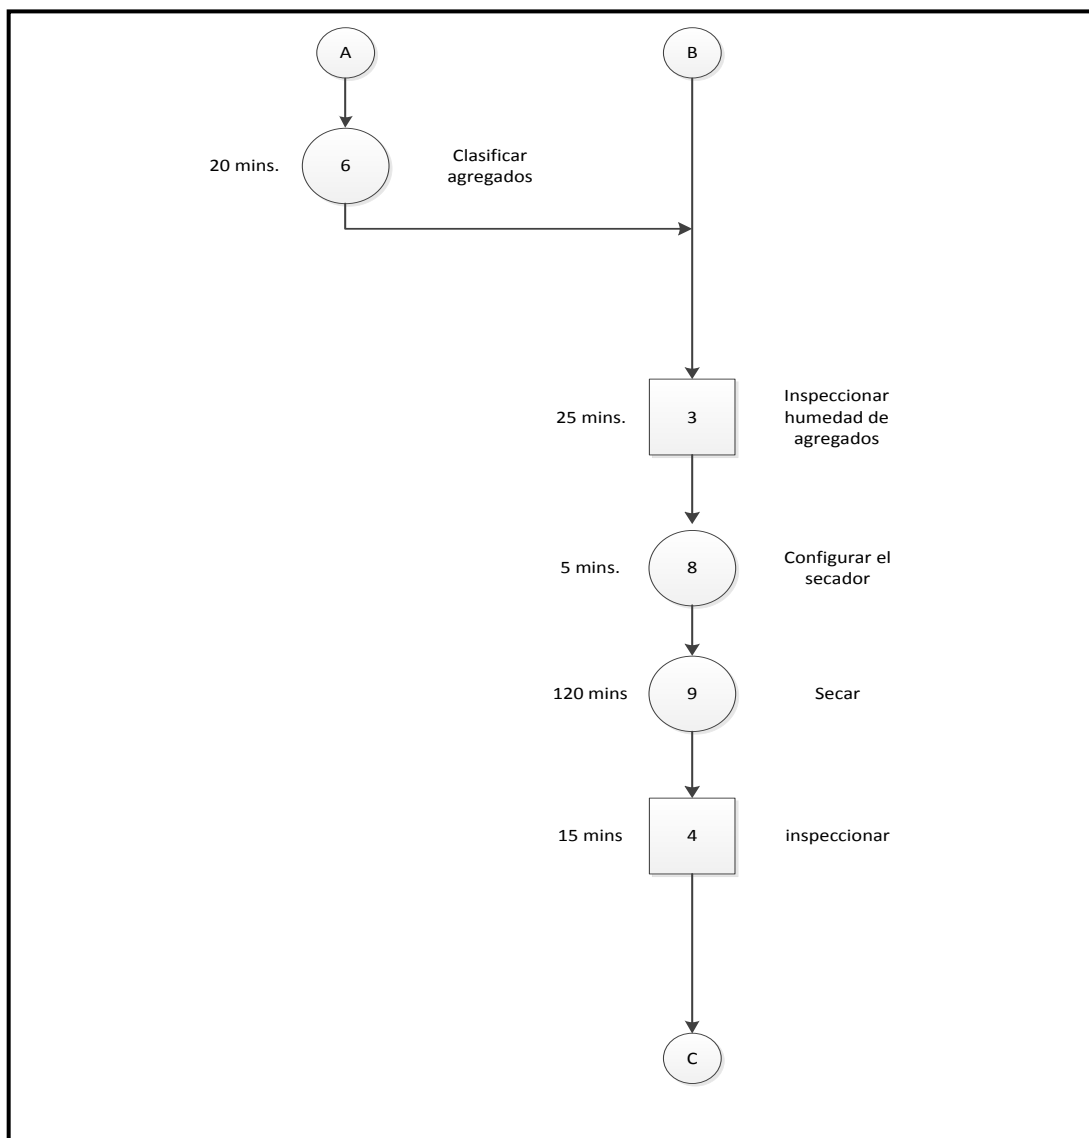 A
B
20 mins.
6
Clasificar
agregados
25 mins.
3
Inspeccionar
humedad de
agregados
5 mins.
8
Configurar el
secador
120 mins
9
Secar
15 mins
4
inspeccionar
C